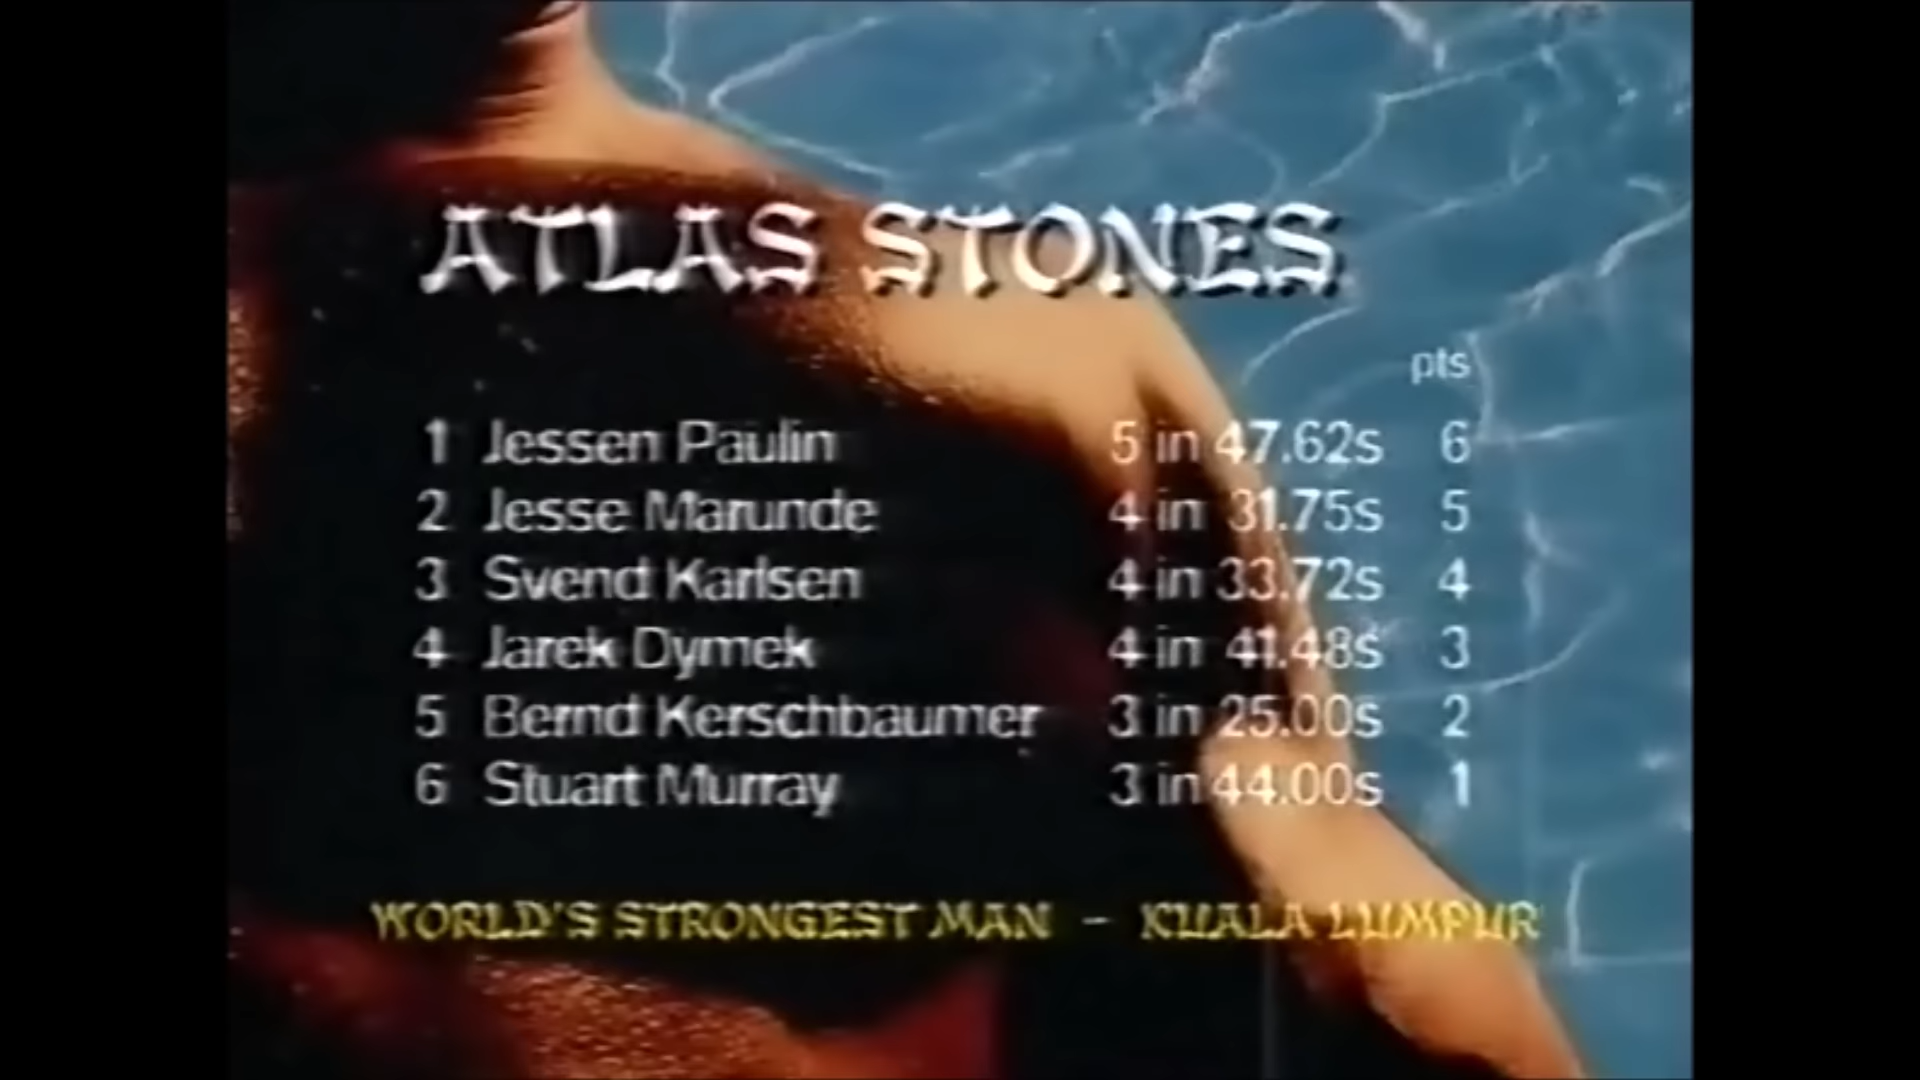 ATLAS STONES
pts
1 Jessen Paulin 5 in 47.62s 6
2 Jesse Marunde 4 in 31.75s 5
3 Svend Karlsen 4 in 33.72s 4
4 Jarek Dymek 4 in 41.48s 3
5 Bernd Kerschbaumer 3 in 25.00s 2
6 Stuart Murray 3 in 44.00s 1
WORLD'S STRONGEST MAN - KUALA LUMPUR